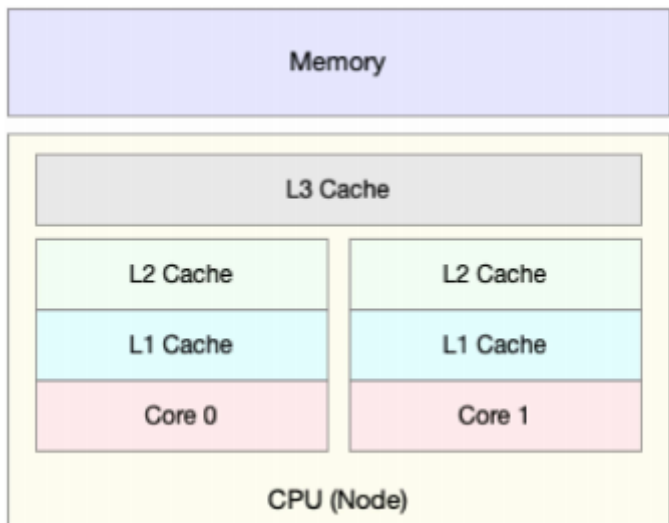 Memory
L3 Cache
L2 Cache
L2 Cache
L1 Cache
L1 Cache
Core 0
Core 1
CPU (Node)